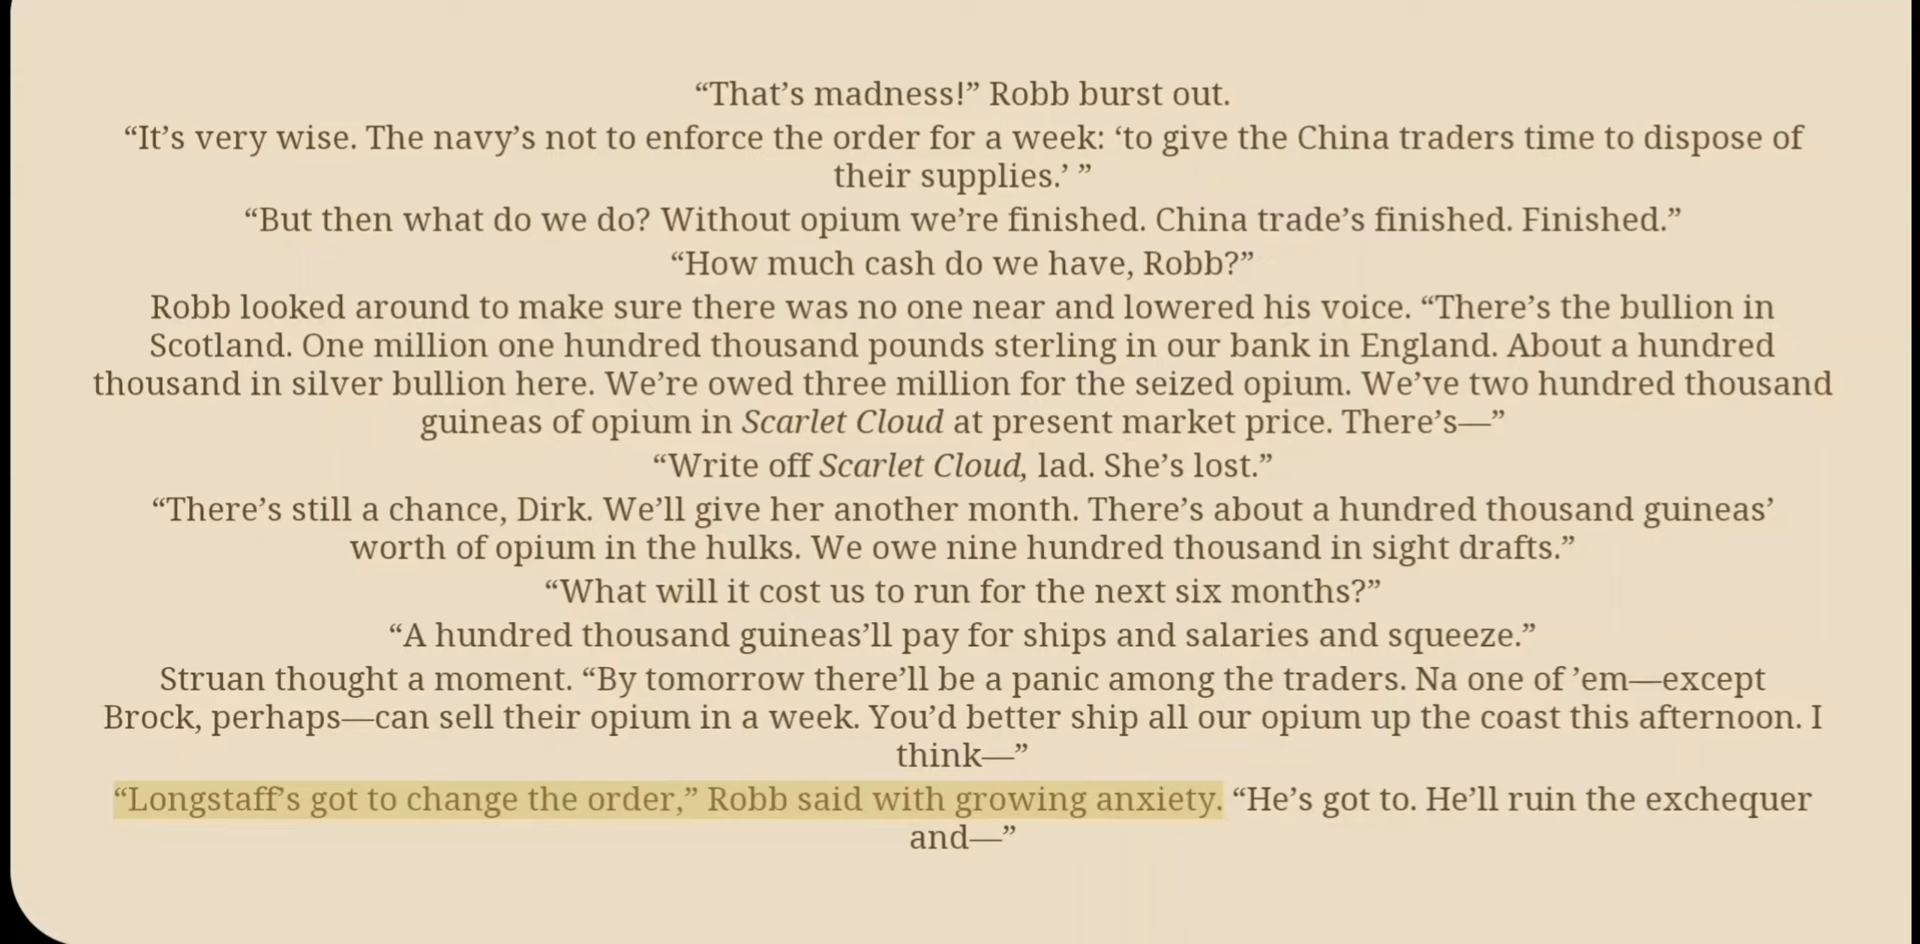 “That’s madness!” Robb burst out.
“It’s very wise. The navy’s not to enforce the order for a week: ‘to give the China traders time to dispose of
their supplies.’ ”
“But then what do we do? Without opium we’re finished. China trade’s finished. Finished.”
“How much cash do we have, Robb?”
Robb looked around to make sure there was no one near and lowered his voice. “There’s the bullion in
Scotland. One million one hundred thousand pounds sterling in our bank in England. About a hundred
thousand in silver bullion here. We’re owed three million for the seized opium. We’ve two hundred thousand
guineas of opium in Scarlet Cloud at present market price. There’s—”
“Write off Scarlet Cloud, lad. She’s lost.”
“There’s still a chance, Dirk. We’ll give her another month. There’s about a hundred thousand guineas’
worth of opium in the hulks. We owe nine hundred thousand in sight drafts.”
“What will it cost us to run for the next six months?”
“A hundred thousand guineas’ll pay for ships and salaries and squeeze.”
Struan thought a moment. “By tomorrow there’ll be a panic among the traders. Na one of ’em—except
Brock, perhaps—can sell their opium in a week. You’d better ship all our opium up the coast this afternoon. I
think—”
“Longstaff’s got to change the order,” Robb said with growing anxiety. “He’s got to. He’ll ruin the exchequer
and—”